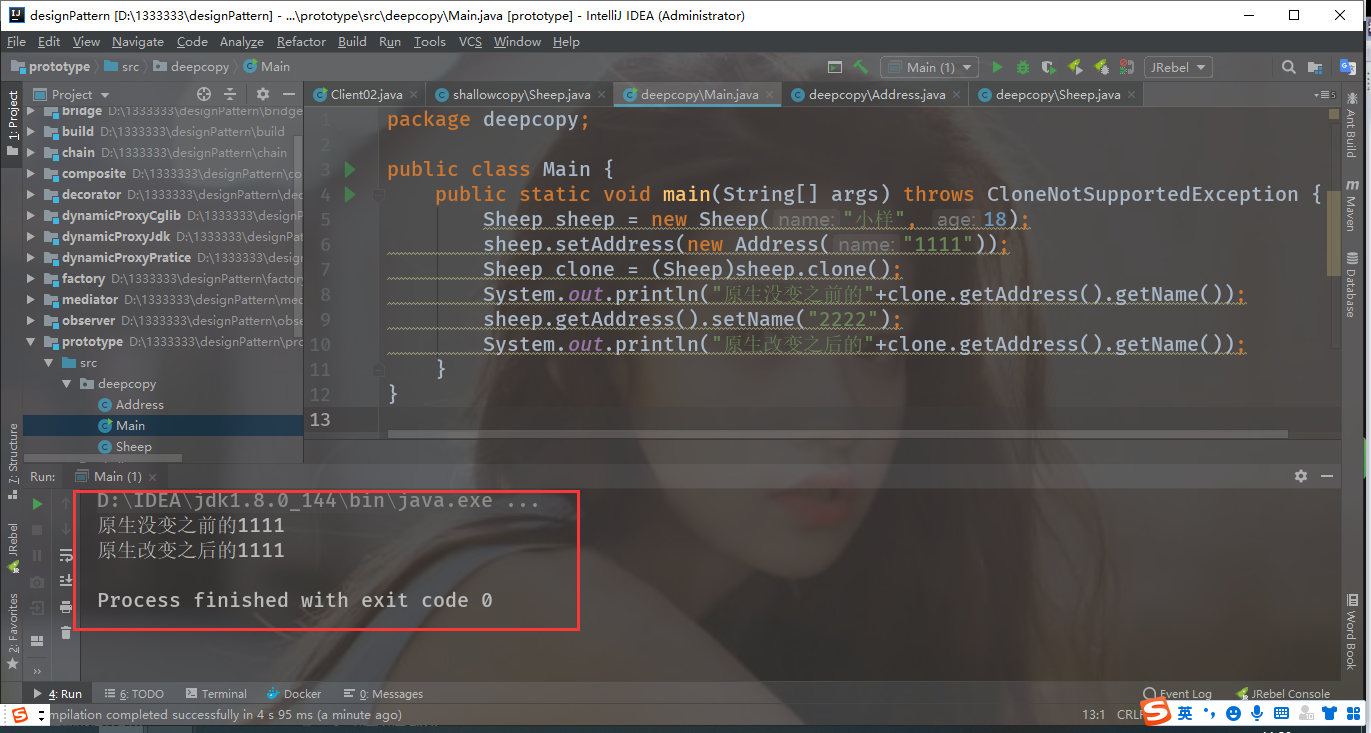 designPattern [D:\1333333\designPattern] - ...\prototype\src\deepcopy\Main.java [prototype] - IntelliJ IDEA (Administrator)
File Edit View Navigate Code Analyze Refactor Build Run Tools VCS Window Help
prototype src deepcopy Main Main (1) JRebel
Project
Client02.java shallowcopy\Sheep.java deepcopy\Main.java deepcopy\Address.java deepcopy\Sheep.java
1: Project
bridge D:\1333333\designPattern\bridge
build D:\1333333\designPattern\build
chain D:\1333333\designPattern\chain
composite D:\1333333\designPattern\co
decorator D:\1333333\designPattern\dec
dynamicProxyCglib D:\1333333\designP
dynamicProxyJdk D:\1333333\designPat
dynamicProxyPratice D:\1333333\desig
factory D:\1333333\designPattern\factory
mediator D:\1333333\designPattern\med
observer D:\1333333\designPattern\obse
prototype D:\1333333\designPattern\pro
src
deepcopy
Address
Main
Sheep
1 package deepcopy;
2
3 public class Main {
4 public static void main(String[] args) throws CloneNotSupportedException {
5 Sheep sheep = new Sheep( name: "小样", age: 18);
6 sheep.setAddress(new Address( name: "1111"));
7 Sheep clone = (Sheep)sheep.clone();
8 System.out.println("原生没变之前的"+clone.getAddress().getName());
9 sheep.getAddress().setName("2222");
10 System.out.println("原生改变之后的"+clone.getAddress().getName());
11 }
12 }
13
Ant Build
Maven
Database
Word Book
7: Structure
JRebel
2: Favorites
Run: Main (1)
D:\IDEA\jdk1.8.0_144\bin\java.exe ...
原生没变之前的1111
原生改变之后的1111
Process finished with exit code 0
4: Run 6: TODO Terminal Docker 0: Messages Event Log JRebel Console
mpilation completed successfully in 4 s 95 ms (a minute ago) 13:1 CRLF
英